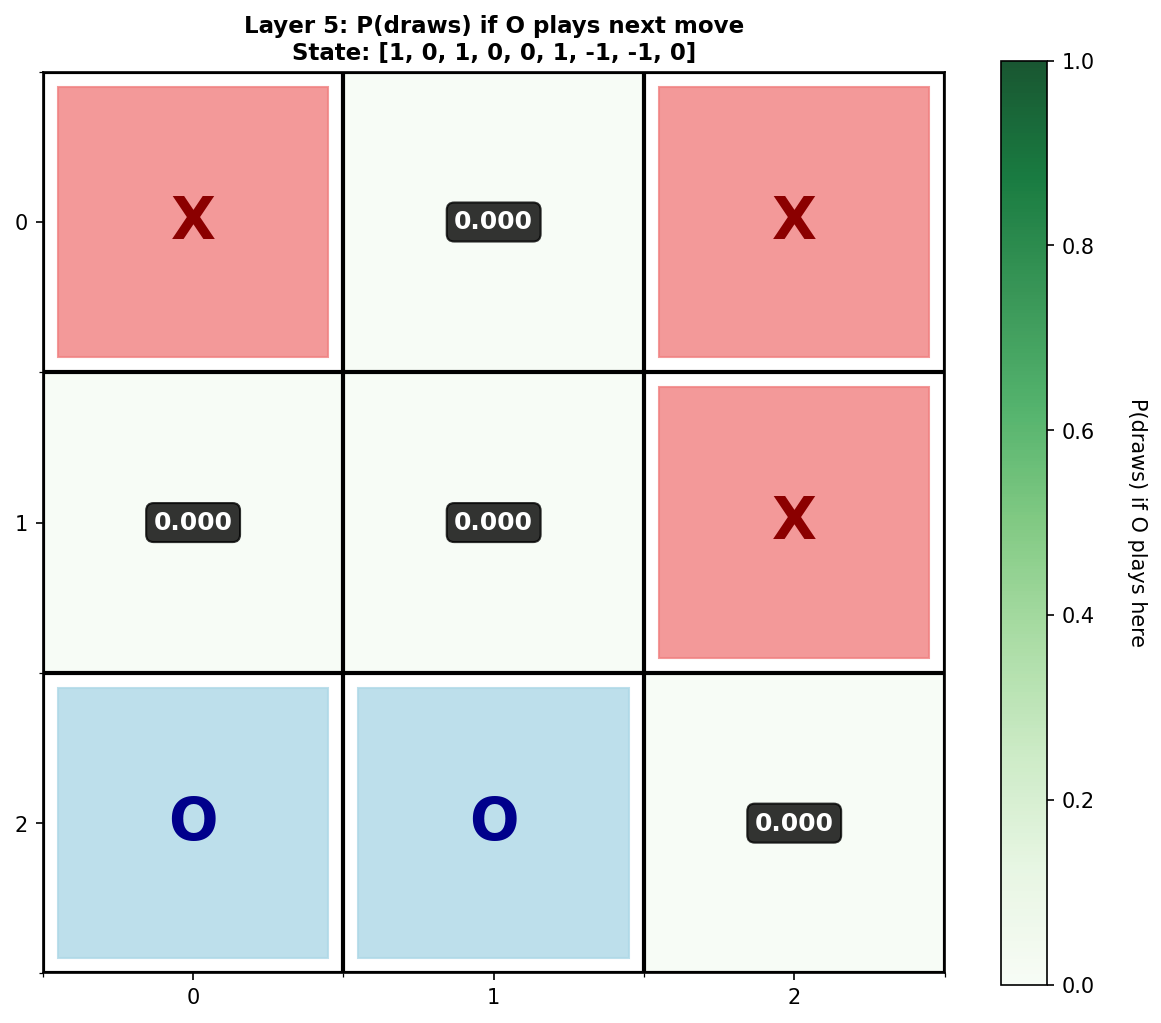 Layer 5: P(draws) if O plays next move
State: [1, 0, 1, 0, 0, 1, -1, -1, 0]
X 0.000 X
0.000 0.000 X
O O 0.000
0
1
2
0 1 2
1.0
0.8
0.6
0.4
0.2
0.0
P(draws) if O plays here